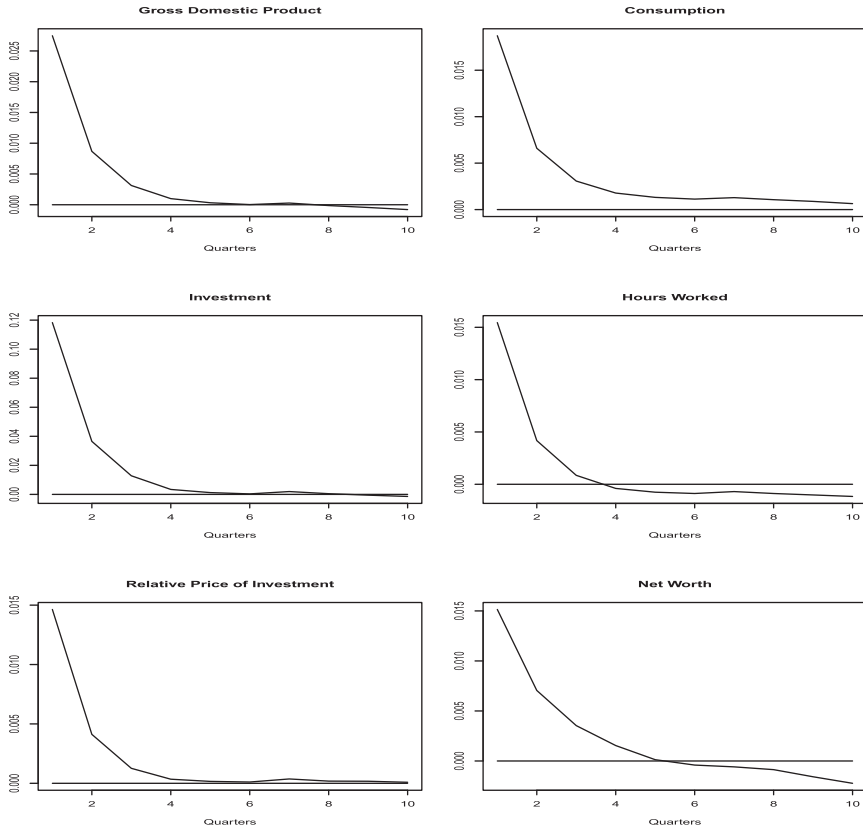 Gross Domestic Product
0.025
0.020
0.015
0.010
0.005
0.000
2 4 6 8 10
Quarters
Consumption
0.015
0.010
0.005
0.000
2 4 6 8 10
Quarters
Investment
0.12
0.10
0.08
0.06
0.04
0.02
0.00
2 4 6 8 10
Quarters
Hours Worked
0.015
0.010
0.005
0.000
2 4 6 8 10
Quarters
Relative Price of Investment
0.015
0.010
0.005
0.000
2 4 6 8 10
Quarters
Net Worth
0.015
0.010
0.005
0.000
2 4 6 8 10
Quarters